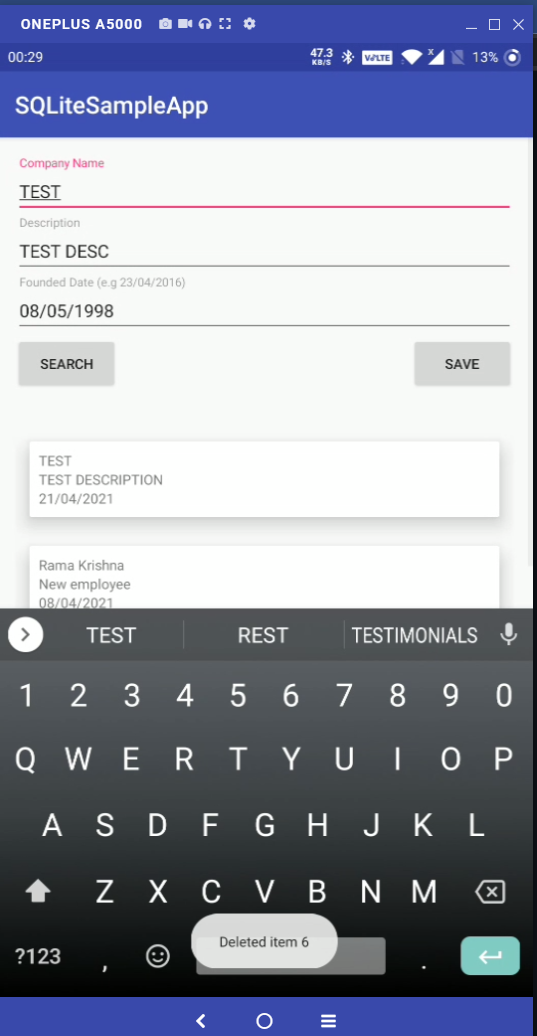 ONEPLUS A5000
00:29
47.3 KB/S
VoLTE
x
13%
SQLiteSampleApp
Company Name
TEST
Description
TEST DESC
Founded Date (e.g 23/04/2016)
08/05/1998
SEARCH SAVE
TEST
TEST DESCRIPTION
21/04/2021
Rama Krishna
New employee
08/04/2021
TEST REST TESTIMONIALS
1 2 3 4 5 6 7 8 9 0
Q W E R T Y U I O P
A S D F G H J K L
Z X C V B N M
Deleted item 6
?123 , .